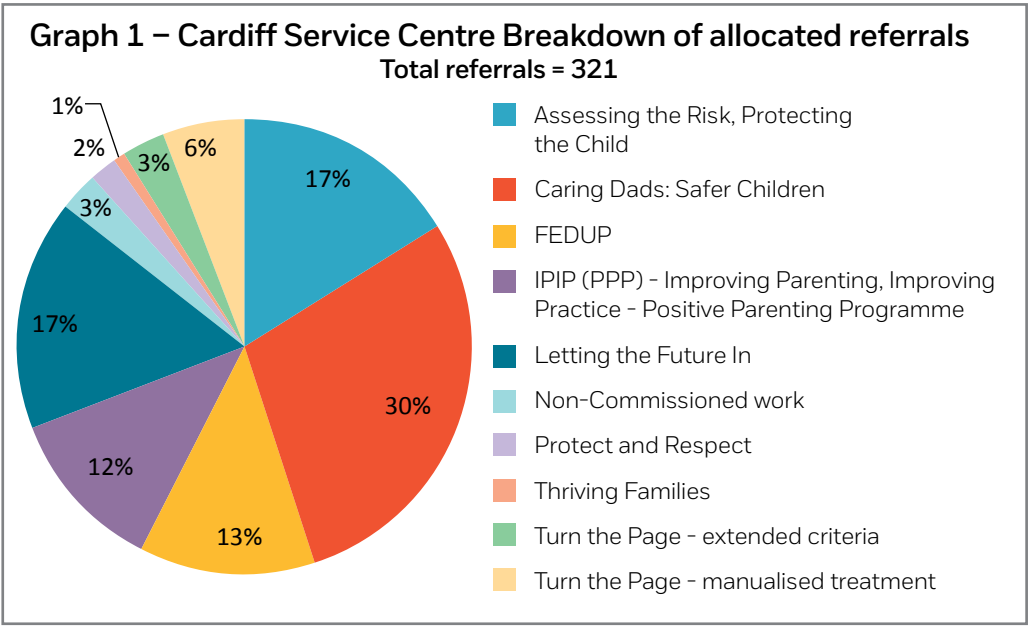 Graph 1 – Cardiff Service Centre Breakdown of allocated referrals
Total referrals = 321
1%
2%
3%
3%
6%
17%
17%
30%
12%
13%
Assessing the Risk, Protecting
the Child
Caring Dads: Safer Children
FEDUP
IPIP (PPP) - Improving Parenting, Improving
Practice - Positive Parenting Programme
Letting the Future In
Non-Commissioned work
Protect and Respect
Thriving Families
Turn the Page - extended criteria
Turn the Page - manualised treatment